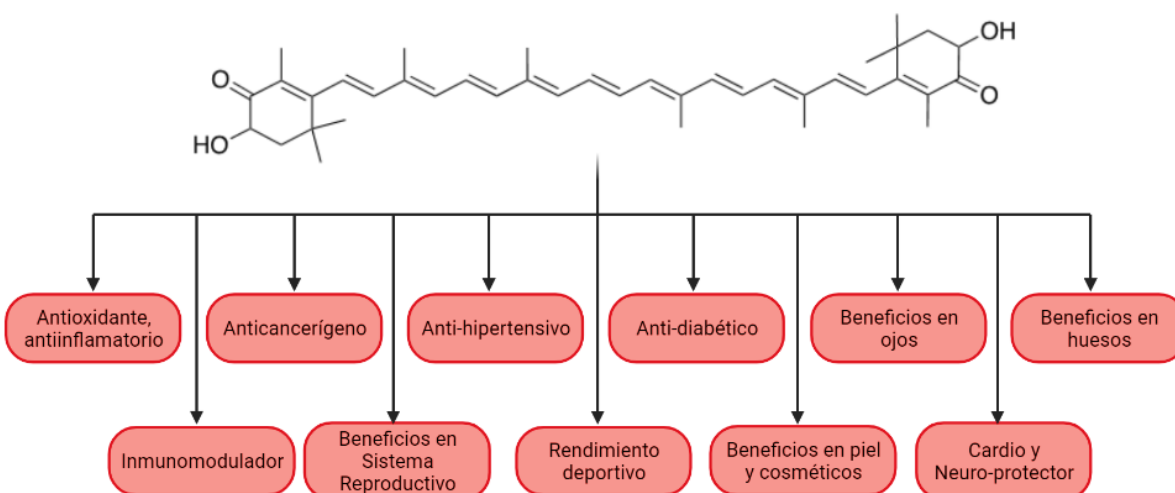 OH
O
O
HO
Antioxidante,
antiinflamatorio
Anticancerígeno
Anti-hipertensivo
Anti-diabético
Beneficios en
ojos
Beneficios en
huesos
Inmunomodulador
Beneficios en
Sistema
Reproductivo
Rendimiento
deportivo
Beneficios en piel
y cosméticos
Cardio y
Neuro-protector